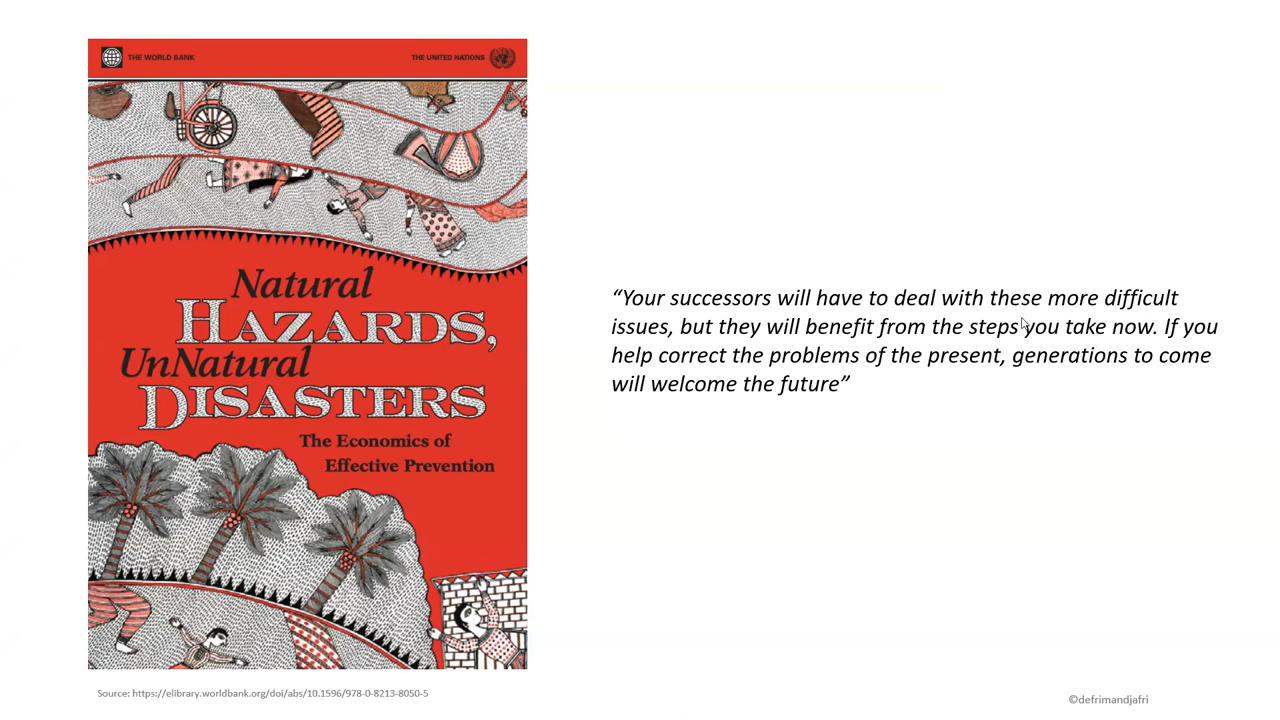 THE WORLD BANK
THE UNITED NATIONS
Natural
HAZARDS,
UnNatural
DISASTERS
The Economics of
Effective Prevention
“Your successors will have to deal with these more difficult
issues, but they will benefit from the steps you take now. If you
help correct the problems of the present, generations to come
will welcome the future”
Source: https://elibrary.worldbank.org/doi/abs/10.1596/978-0-8213-8050-5
©defrimandjafri